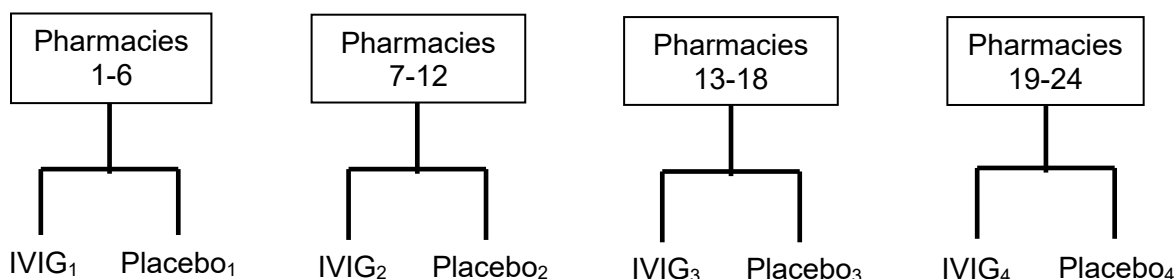 Pharmacies
1-6
Pharmacies
7-12
Pharmacies
13-18
Pharmacies
19-24
IVIG₁ Placebo₁ IVIG₂ Placebo₂ IVIG₃ Placebo₃ IVIG₄ Placebo₄